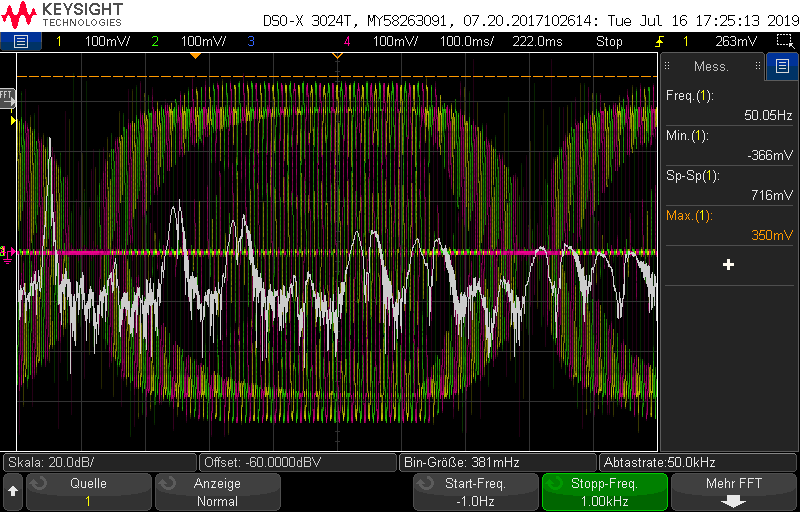 KEYSIGHT
TECHNOLOGIES
DSO-X 3024T, MY58263091, 07.20.2017102614: Tue Jul 16 17:25:13 2019
1 100mV/ 2 100mV/ 3 4 100mV/ 100.0ms/ 222.0ms Stop 1 263mV
FFT
Mess.
Freq.(1):
50.05Hz
Min.(1):
-366mV
Sp-Sp(1):
716mV
Max.(1):
350mV
Skala: 20.0dB/ Offset: -60.0000dBV Bin-Größe: 381mHz Abtastrate:50.0kHz
Quelle
1
Anzeige
Normal
Start-Freq.
-1.0Hz
Stopp-Freq.
1.00kHz
Mehr FFT